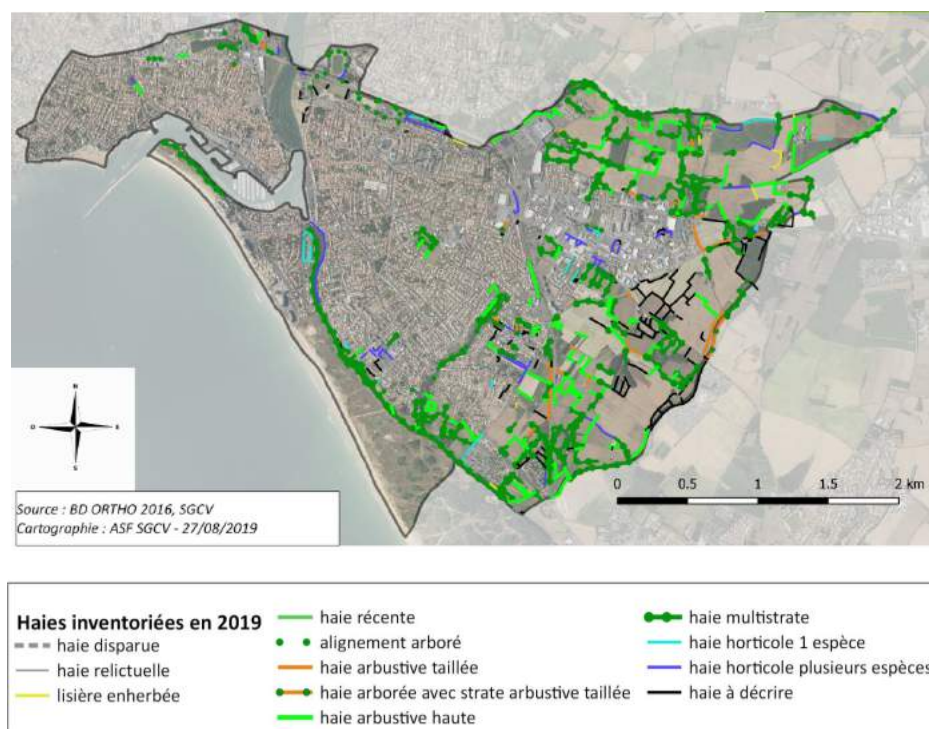 N
O
E
S
0 0.5 1 1.5 2 km
Source : BD ORTHO 2016, SGCV
Cartographie : ASF SGCV - 27/08/2019
Haies inventoriées en 2019
haie disparue
haie relictuelle
lisière enherbée
haie récente
alignement arboré
haie arbustive taillée
haie arborée avec strate arbustive taillée
haie arbustive haute
haie multistrate
haie horticole 1 espèce
haie horticole plusieurs espèces
haie à décrire